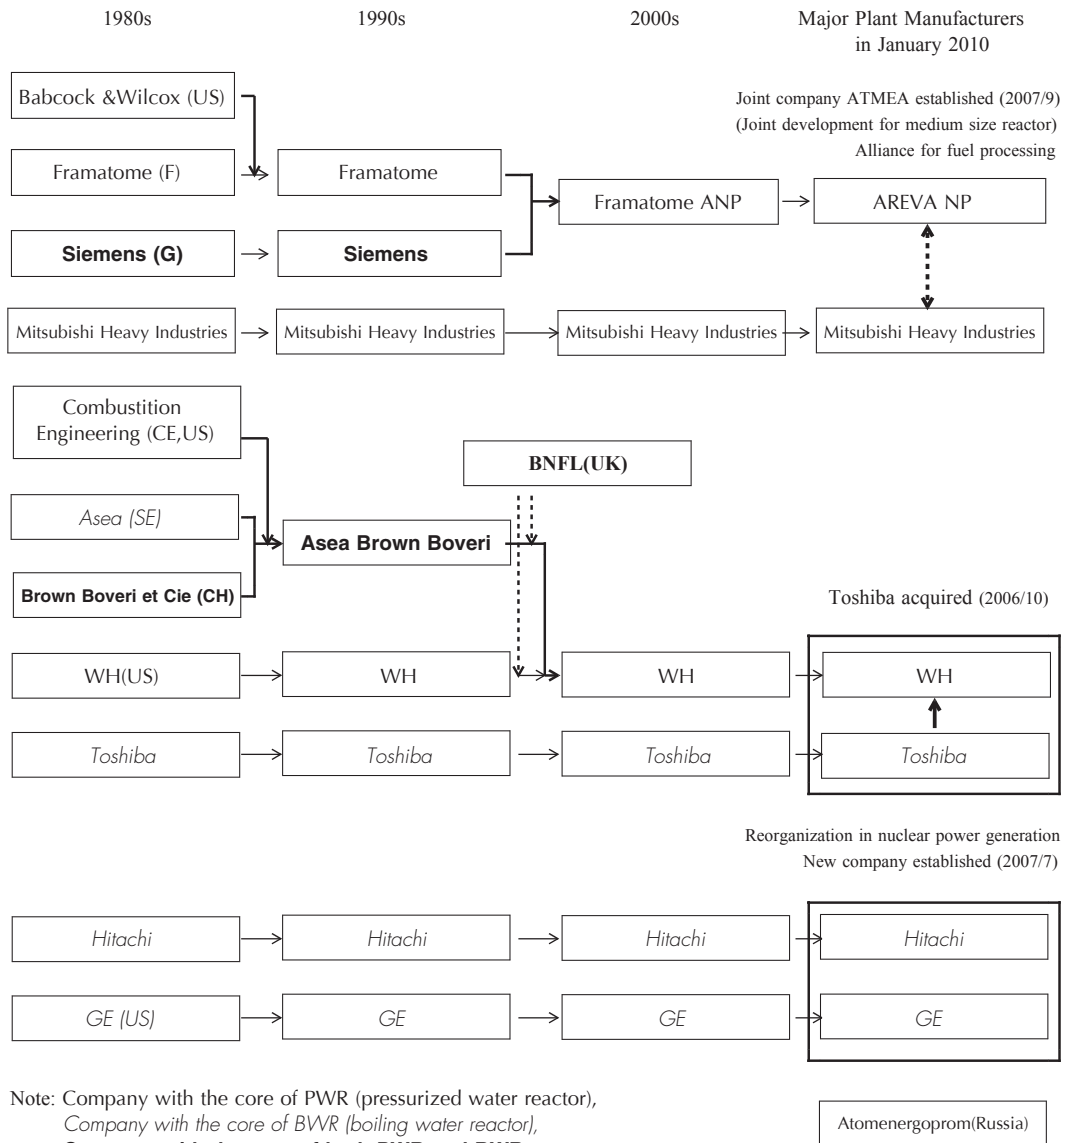 1980s
1990s
2000s
Major Plant Manufacturers
in January 2010
Babcock &Wilcox (US)
Joint company ATMEA established (2007/9)
(Joint development for medium size reactor)
Alliance for fuel processing
Framatome (F)
Framatome
Framatome ANP
AREVA NP
Siemens (G)
Siemens
Mitsubishi Heavy Industries
Mitsubishi Heavy Industries
Mitsubishi Heavy Industries
Mitsubishi Heavy Industries
Combustition
Engineering (CE,US)
BNFL(UK)
Asea (SE)
Asea Brown Boveri
Brown Boveri et Cie (CH)
Toshiba acquired (2006/10)
WH(US)
WH
WH
WH
Toshiba
Toshiba
Toshiba
Toshiba
Reorganization in nuclear power generation
New company established (2007/7)
Hitachi
Hitachi
Hitachi
Hitachi
GE (US)
GE
GE
GE
Note: Company with the core of PWR (pressurized water reactor),
Company with the core of BWR (boiling water reactor),
Atomenergoprom(Russia)